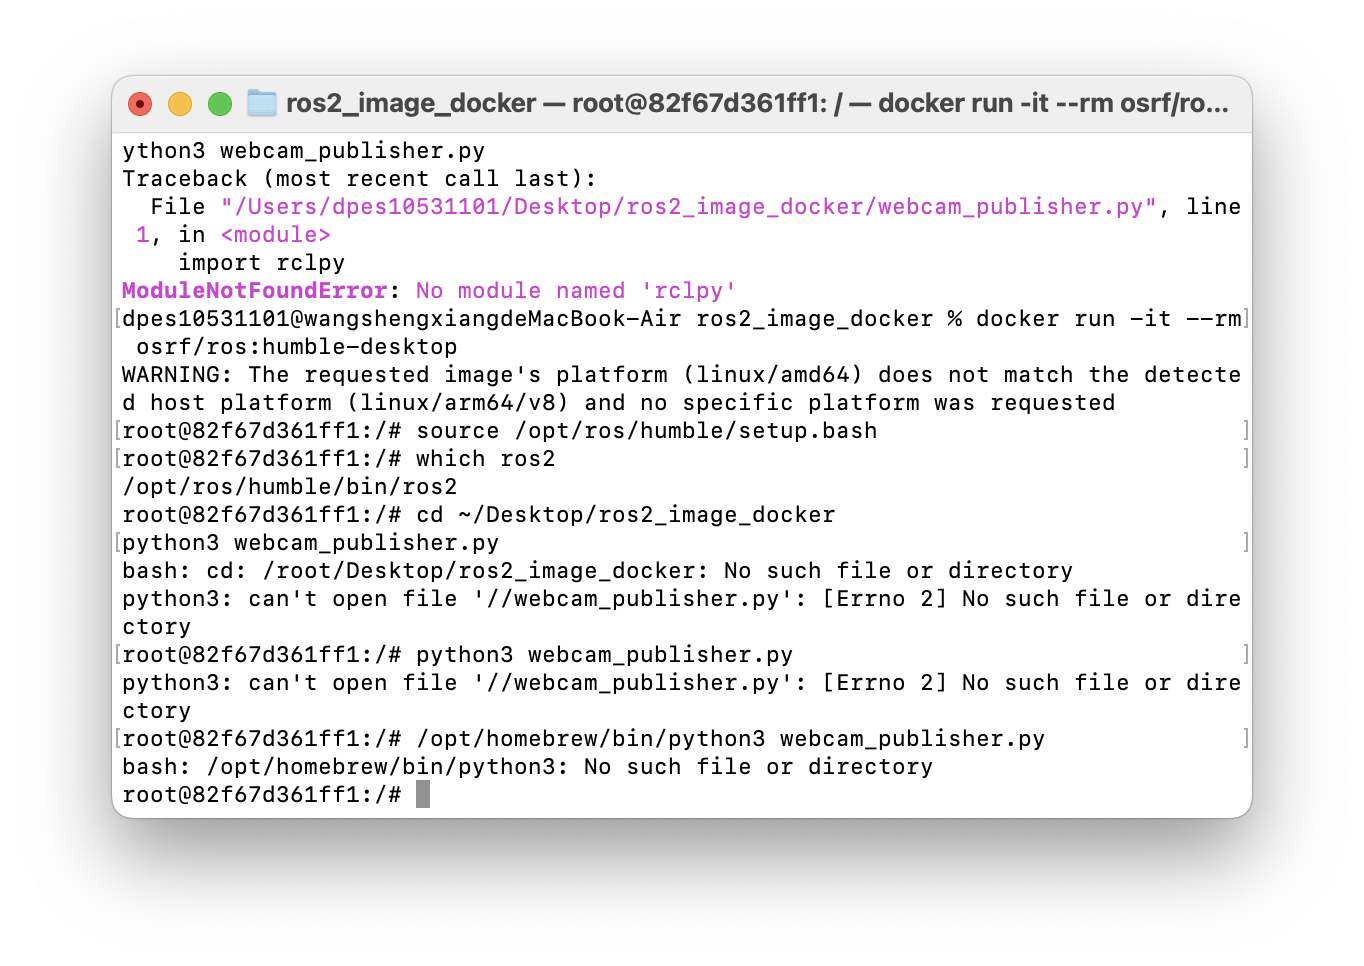 ros2_image_docker — root@82f67d361ff1: / — docker run -it --rm osrf/ro...
ython3 webcam_publisher.py
Traceback (most recent call last):
  File "/Users/dpes10531101/Desktop/ros2_image_docker/webcam_publisher.py", line
 1, in <module>
    import rclpy
ModuleNotFoundError: No module named 'rclpy'
[dpes10531101@wangshengxiangdeMacBook-Air ros2_image_docker % docker run -it --rm]
 osrf/ros:humble-desktop
WARNING: The requested image's platform (linux/amd64) does not match the detecte
d host platform (linux/arm64/v8) and no specific platform was requested
[root@82f67d361ff1:/# source /opt/ros/humble/setup.bash ]
[root@82f67d361ff1:/# which ros2 ]
/opt/ros/humble/bin/ros2
root@82f67d361ff1:/# cd ~/Desktop/ros2_image_docker
[python3 webcam_publisher.py ]
bash: cd: /root/Desktop/ros2_image_docker: No such file or directory
python3: can't open file '//webcam_publisher.py': [Errno 2] No such file or dire
ctory
[root@82f67d361ff1:/# python3 webcam_publisher.py ]
python3: can't open file '//webcam_publisher.py': [Errno 2] No such file or dire
ctory
[root@82f67d361ff1:/# /opt/homebrew/bin/python3 webcam_publisher.py ]
bash: /opt/homebrew/bin/python3: No such file or directory
root@82f67d361ff1:/#